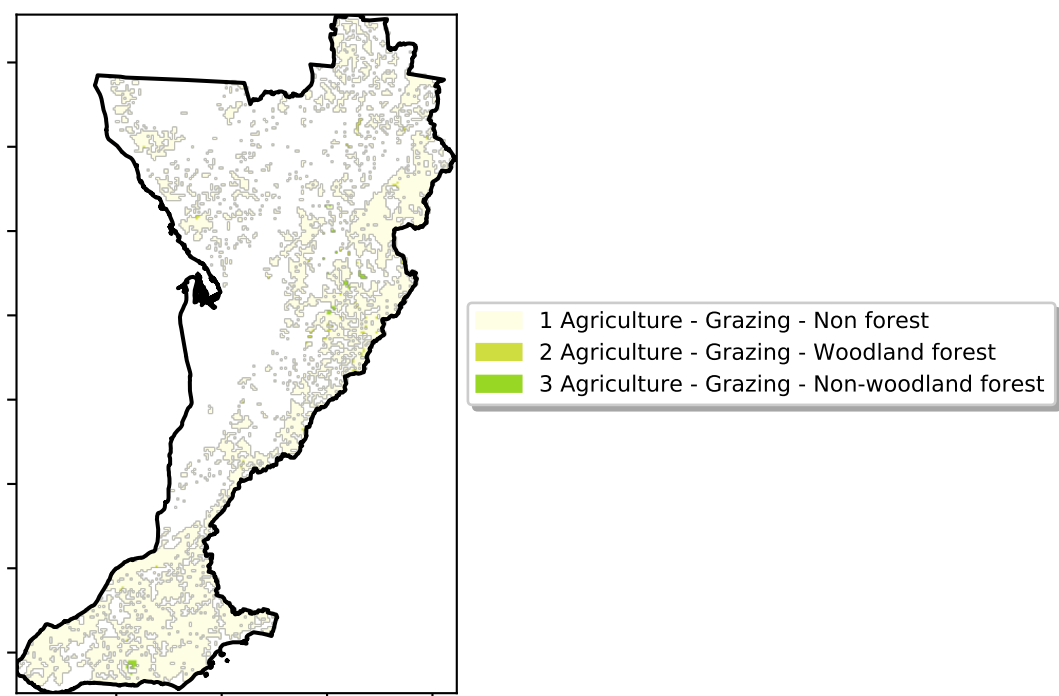 1 Agriculture - Grazing - Non forest
2 Agriculture - Grazing - Woodland forest
3 Agriculture - Grazing - Non-woodland forest